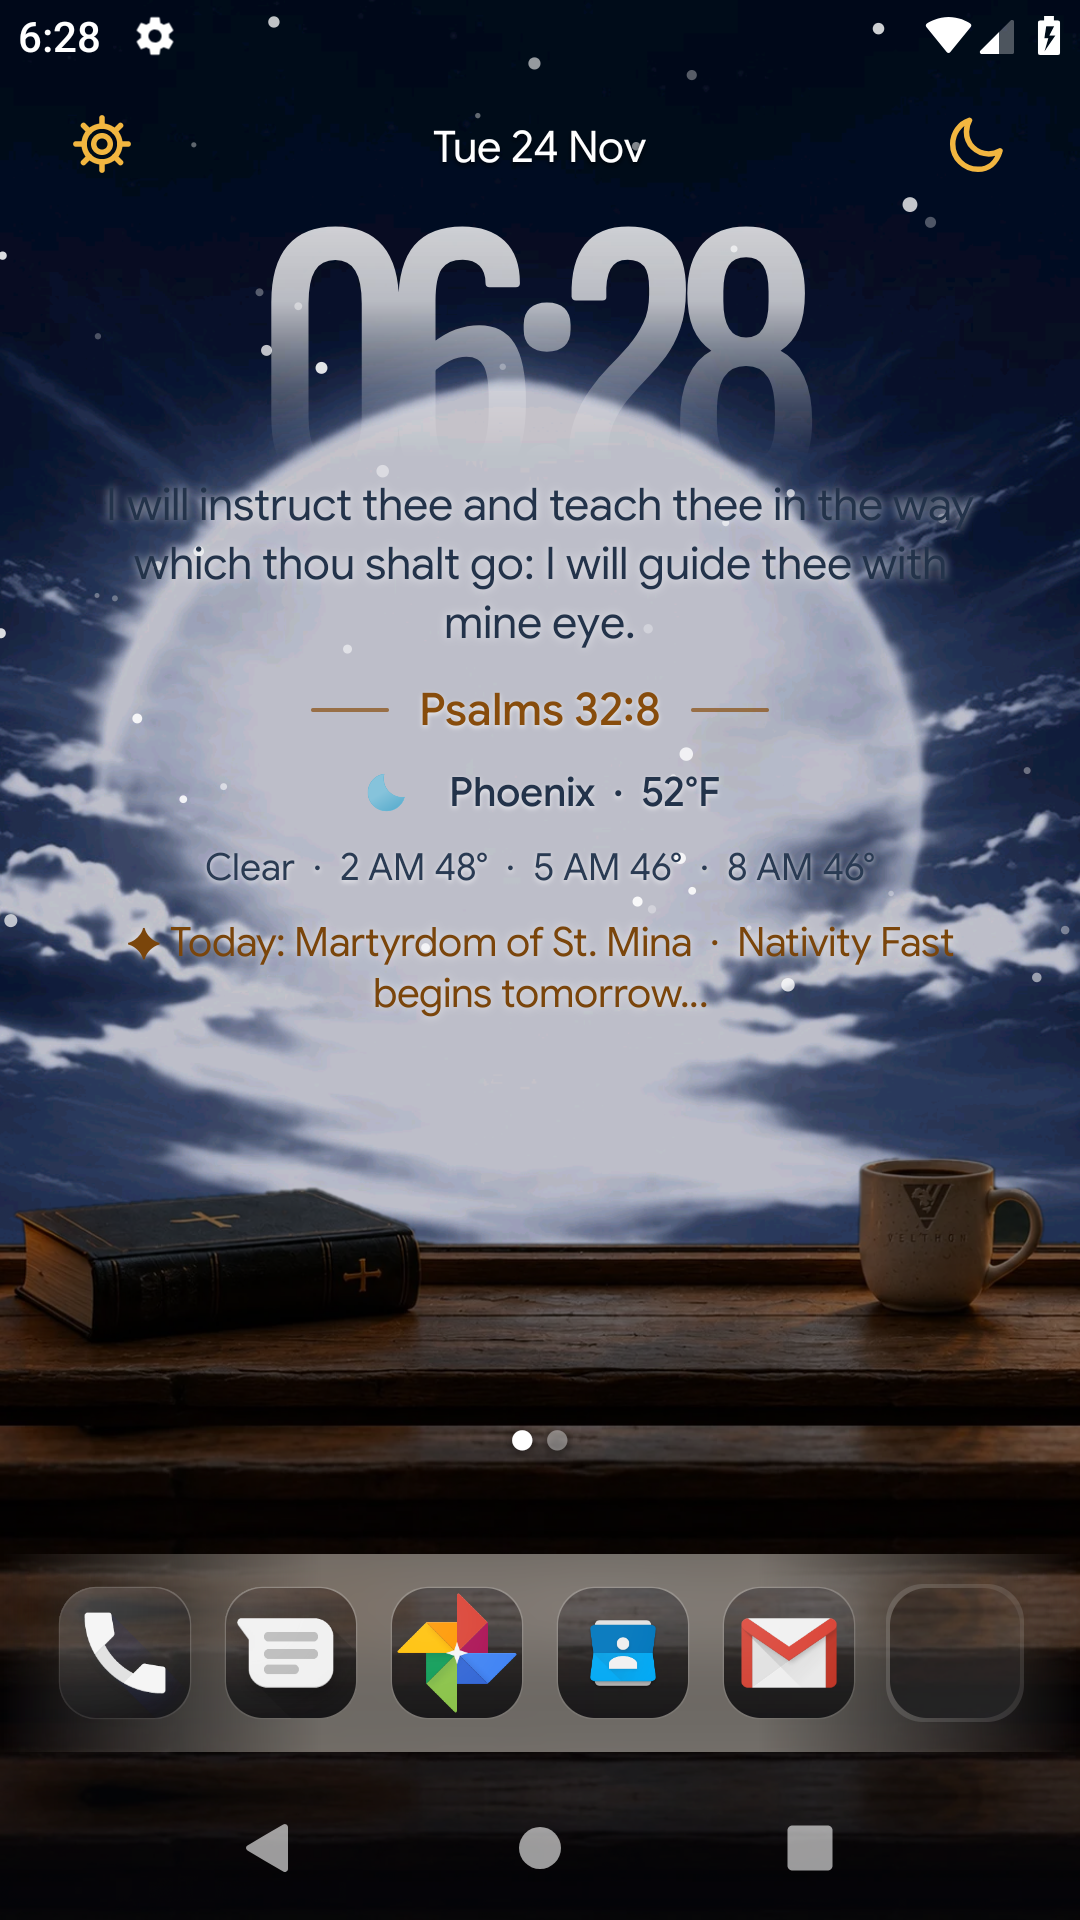 6:28
Tue 24 Nov
06:28
I will instruct thee and teach thee in the way
which thou shalt go: I will guide thee with
mine eye.
Psalms 32:8
Phoenix · 52°F
Clear · 2 AM 48° · 5 AM 46° · 8 AM 46°
✦ Today: Martyrdom of St. Mina · Nativity Fast
begins tomorrow...